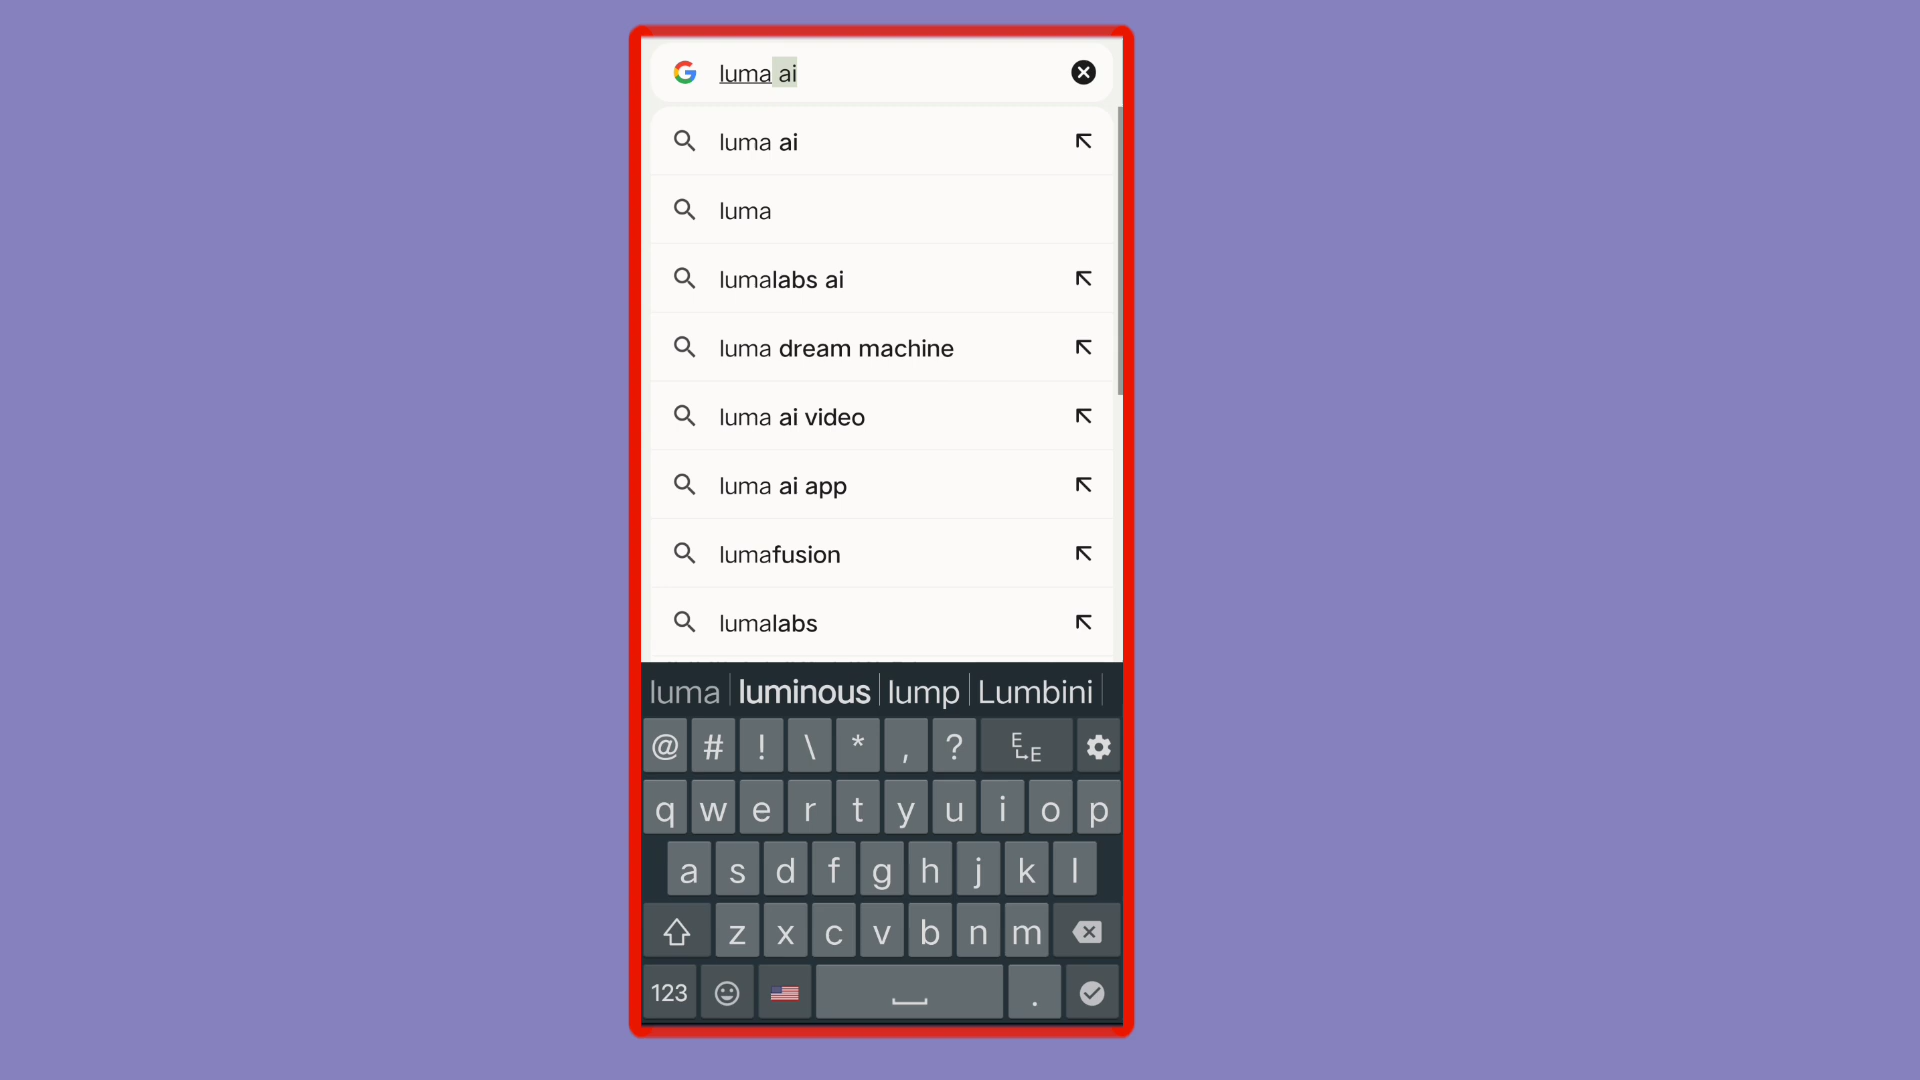 luma ai
luma ai
luma
lumalabs ai
luma dream machine
luma ai video
luma ai app
lumafusion
lumalabs
luma luminous lump Lumbini
@ # ! \ * , ? E E
q w e r t y u i o p
a s d f g h j k l
z x c v b n m
123 .